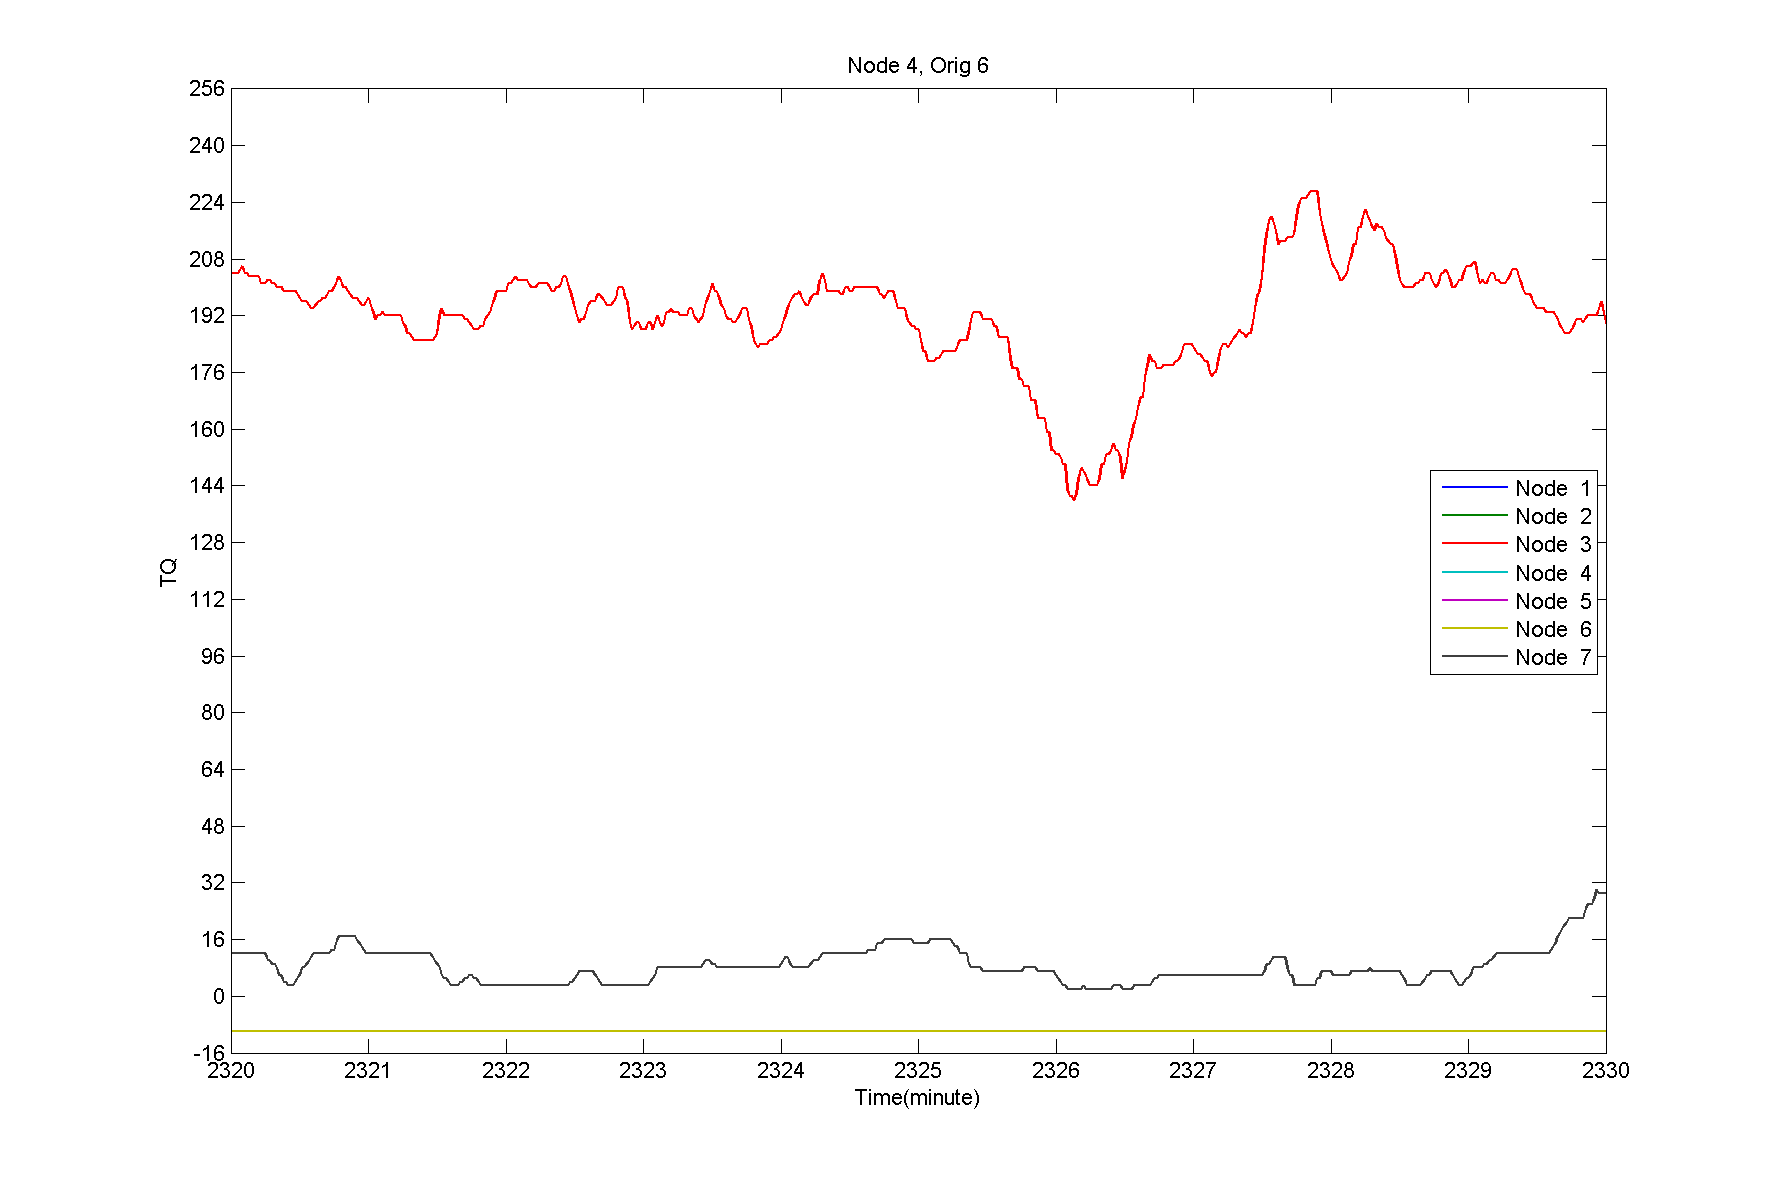 Node 4, Orig 6
256
240
224
208
192
176
160
144
128
112
96
80
64
48
32
16
0
-16
TQ
Node 1
Node 2
Node 3
Node 4
Node 5
Node 6
Node 7
2320 2321 2322 2323 2324 2325 2326 2327 2328 2329 2330
Time(minute)